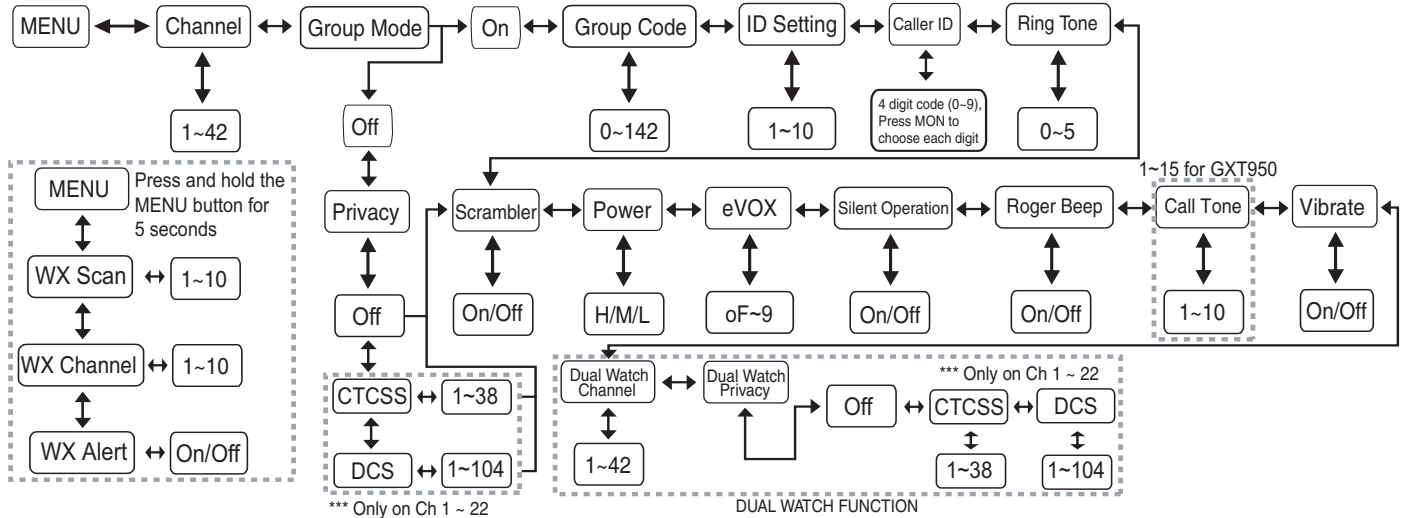 MENU
Channel
Group Mode
On
Group Code
ID Setting
Caller ID
Ring Tone
1~42
Off
0~142
1~10
4 digit code (0~9),
Press MON to
choose each digit
0~5
MENU
Press and hold the
MENU button for
5 seconds
WX Scan
1~10
WX Channel
1~10
WX Alert
On/Off
Privacy
Off
CTCSS
1~38
DCS
1~104
*** Only on Ch 1 ~ 22
1~15 for GXT950
Scrambler
Power
eVOX
Silent Operation
Roger Beep
Call Tone
Vibrate
On/Off
H/M/L
oF~9
On/Off
On/Off
1~10
On/Off
Dual Watch
Channel
Dual Watch
Privacy
*** Only on Ch 1 ~ 22
Off
CTCSS
DCS
1~42
1~38
1~104
DUAL WATCH FUNCTION